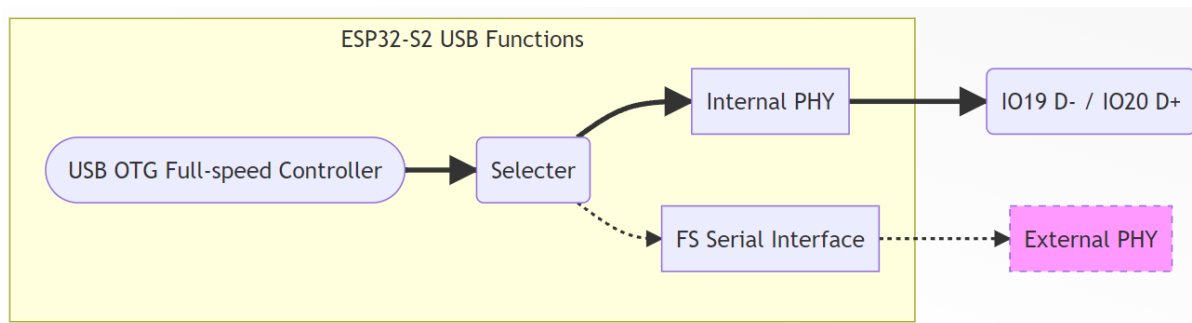 ESP32-S2 USB Functions
USB OTG Full-speed Controller
Selecter
Internal PHY
IO19 D- / IO20 D+
FS Serial Interface
External PHY